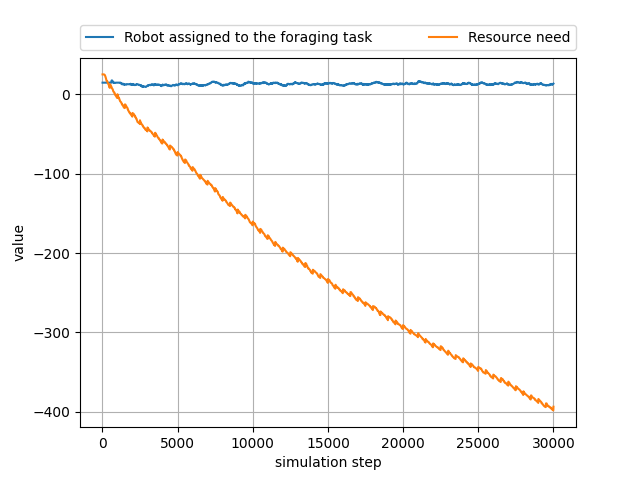 Robot assigned to the foraging task Resource need
0
−100
−200
−300
−400
value
0 5000 10000 15000 20000 25000 30000
simulation step